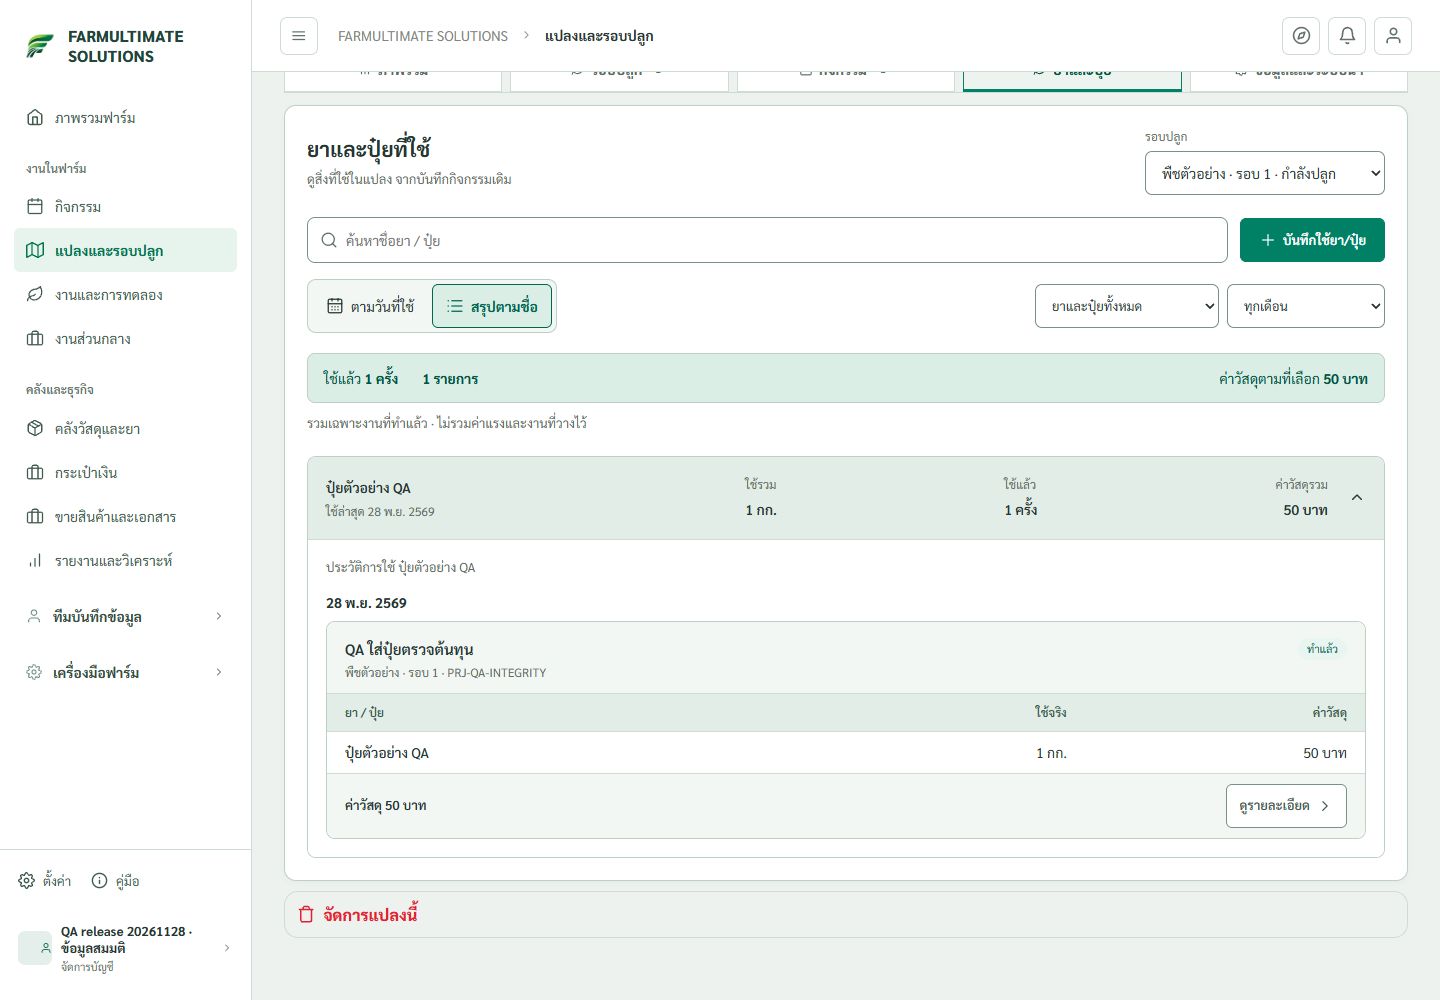 FARMULTIMATE
SOLUTIONS
ภาพรวมฟาร์ม
งานในฟาร์ม
กิจกรรม
แปลงและรอบปลูก
งานและการทดลอง
งานส่วนกลาง
คลังและธุรกิจ
คลังวัสดุและยา
กระเป๋าเงิน
ขายสินค้าและเอกสาร
รายงานและวิเคราะห์
ทีมบันทึกข้อมูล
เครื่องมือฟาร์ม
ตั้งค่า
คู่มือ
QA release 20261128 ·
ข้อมูลสมมติ
จัดการบัญชี
FARMULTIMATE SOLUTIONS
แปลงและรอบปลูก
ยาและปุ๋ยที่ใช้
ดูสิ่งที่ใช้ในแปลง จากบันทึกกิจกรรมเดิม
รอบปลูก
พืชตัวอย่าง · รอบ 1 · กำลังปลูก
ค้นหาชื่อยา / ปุ๋ย
บันทึกใช้ยา/ปุ๋ย
ตามวันที่ใช้
สรุปตามชื่อ
ยาและปุ๋ยทั้งหมด
ทุกเดือน
ใช้แล้ว 1 ครั้ง
1 รายการ
ค่าวัสดุตามที่เลือก 50 บาท
รวมเฉพาะงานที่ทำแล้ว · ไม่รวมค่าแรงและงานที่วางไว้
ปุ๋ยตัวอย่าง QA
ใช้ล่าสุด 28 พ.ย. 2569
ใช้รวม
1 กก.
ใช้แล้ว
1 ครั้ง
ค่าวัสดุรวม
50 บาท
ประวัติการใช้ ปุ๋ยตัวอย่าง QA
28 พ.ย. 2569
QA ใส่ปุ๋ยตรวจต้นทุน
พืชตัวอย่าง · รอบ 1 · PRJ-QA-INTEGRITY
ทำแล้ว
ยา / ปุ๋ย
ใช้จริง
ค่าวัสดุ
ปุ๋ยตัวอย่าง QA
1 กก.
50 บาท
ค่าวัสดุ 50 บาท
ดูรายละเอียด
จัดการแปลงนี้